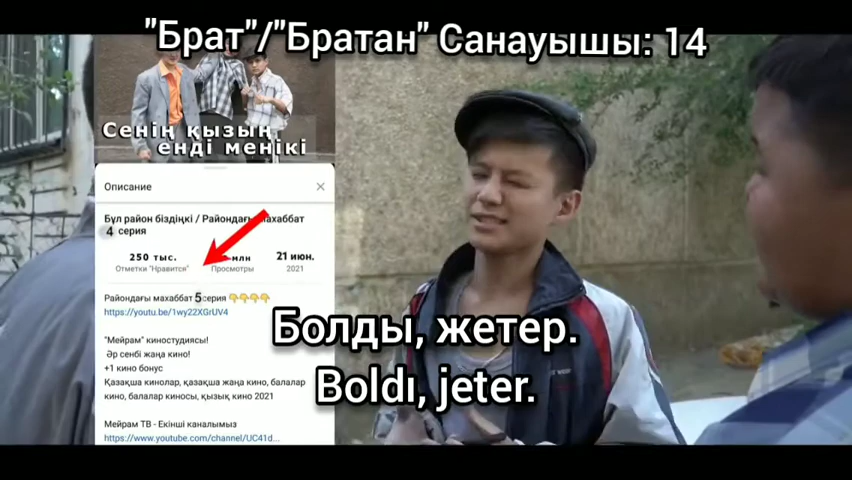 "Брат"/"Братан" Санауышы: 14
Сенің қызың
енді менікі
Описание
Бұл район біздіңкі / Райондағы махаббат
4 серия
250 тыс.
млн
21 июн.
Отметки "Нравится"
Просмотры
2021
Райондағы махаббат 5 серия 👇👇👇👇
https://youtu.be/1wy22XGrUV4
"Мейрам" киностудиясы!
Әр сенбі жаңа кино!
+1 кино бонус
Қазақша кинолар, қазақша жаңа кино, балалар
кино, балалар киносы, қызық кино 2021
Мейрам ТВ - Екінші каналымыз
https://www.youtube.com/channel/UC41d...
Болды, жетер.
Boldı, jeter.